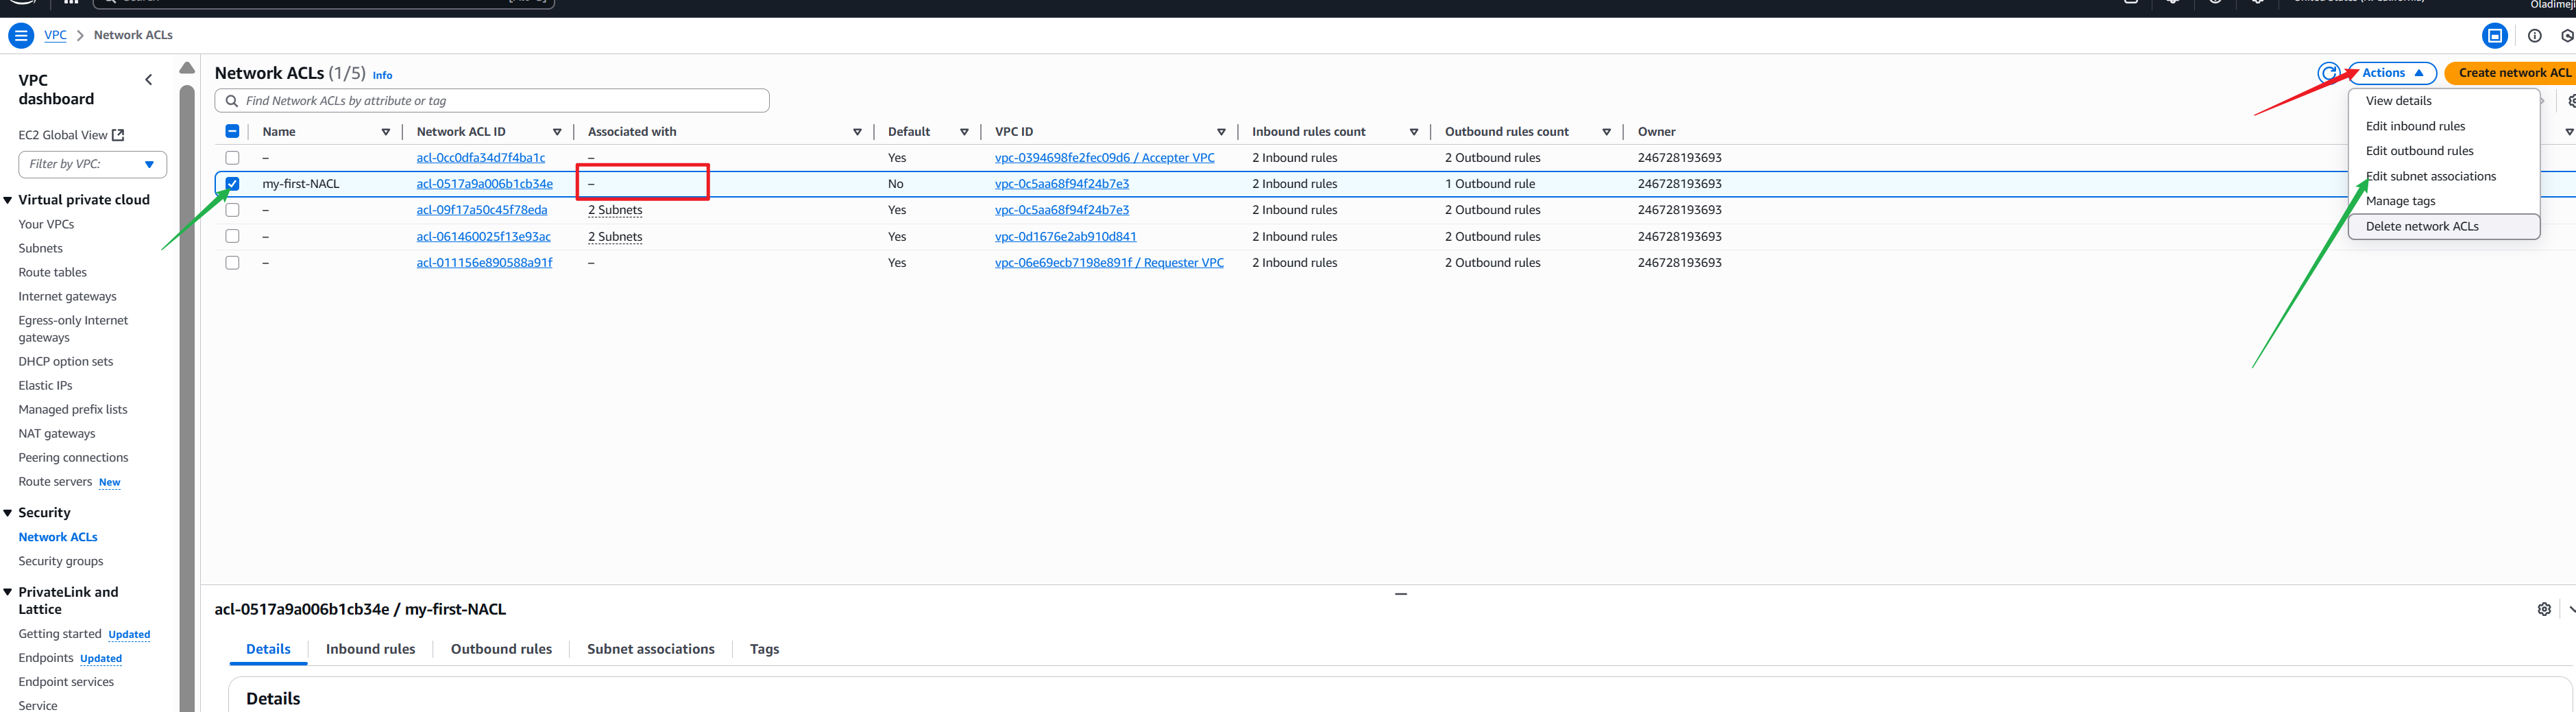 Oladimeji
VPC > Network ACLs
VPC dashboard
EC2 Global View
Filter by VPC:
Virtual private cloud
Your VPCs
Subnets
Route tables
Internet gateways
Egress-only Internet gateways
DHCP option sets
Elastic IPs
Managed prefix lists
NAT gateways
Peering connections
Route servers New
Security
Network ACLs
Security groups
PrivateLink and Lattice
Getting started Updated
Endpoints Updated
Endpoint services
Service
Network ACLs (1/5) Info
Actions
Create network ACL
Find Network ACLs by attribute or tag
View details
Edit inbound rules
Edit outbound rules
Edit subnet associations
Manage tags
Delete network ACLs
Name Network ACL ID Associated with Default VPC ID Inbound rules count Outbound rules count Owner
– acl-0cc0dfa34d7f4ba1c – Yes vpc-0394698fe2fec09d6 / Accepter VPC 2 Inbound rules 2 Outbound rules 246728193693
my-first-NACL acl-0517a9a006b1cb34e – No vpc-0c5aa68f94f24b7e3 2 Inbound rules 1 Outbound rule 246728193693
– acl-09f17a50c45f78eda 2 Subnets Yes vpc-0c5aa68f94f24b7e3 2 Inbound rules 2 Outbound rules 246728193693
– acl-061460025f13e93ac 2 Subnets Yes vpc-0d1676e2ab910d841 2 Inbound rules 2 Outbound rules 246728193693
– acl-011156e890588a91f – Yes vpc-06e69ecb7198e891f / Requester VPC 2 Inbound rules 2 Outbound rules 246728193693
acl-0517a9a006b1cb34e / my-first-NACL
Details Inbound rules Outbound rules Subnet associations Tags
Details